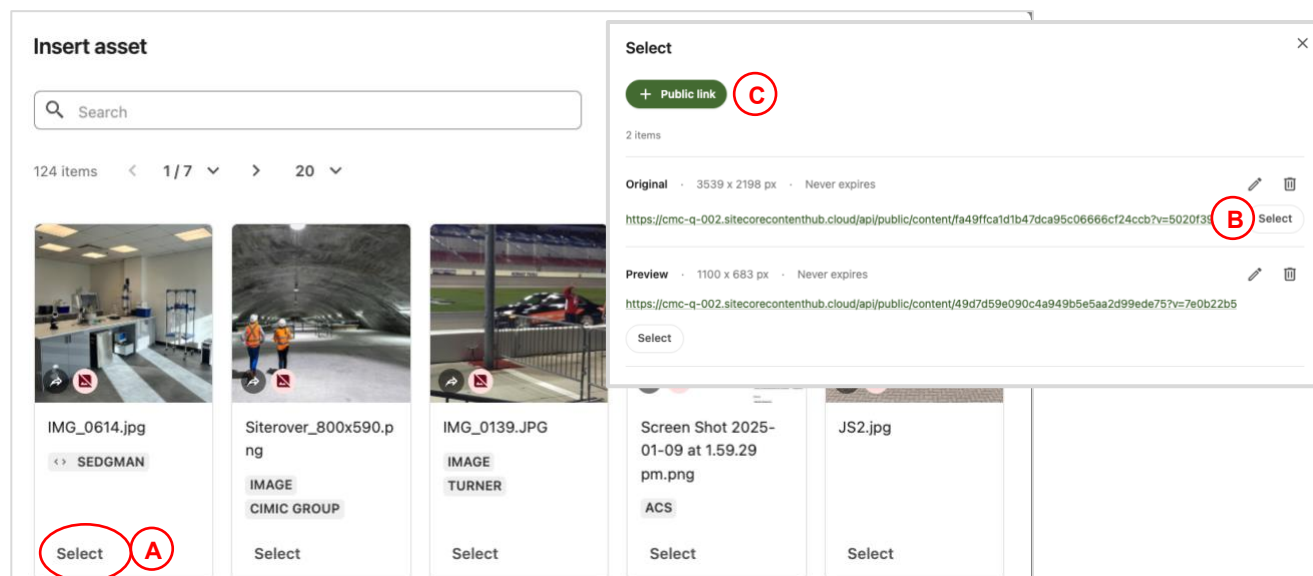 Insert asset
Search
124 items
1 / 7
20
IMG_0614.jpg
SEDGMAN
Select
A
Siterover_800x590.p
ng
IMAGE
CIMIC GROUP
Select
IMG_0139.JPG
IMAGE
TURNER
Select
Screen Shot 2025-
01-09 at 1.59.29
pm.png
ACS
Select
JS2.jpg
Select
Select
+ Public link
C
2 items
Original · 3539 x 2198 px · Never expires
https://cmc-q-002.sitecorecontenthub.cloud/api/public/content/fa49ffca1d1b47dca95c06666cf24ccb?v=5020f39
B
Select
Preview · 1100 x 683 px · Never expires
https://cmc-q-002.sitecorecontenthub.cloud/api/public/content/49d7d59e090c4a949b5e5aa2d99ede75?v=7e0b22b5
Select